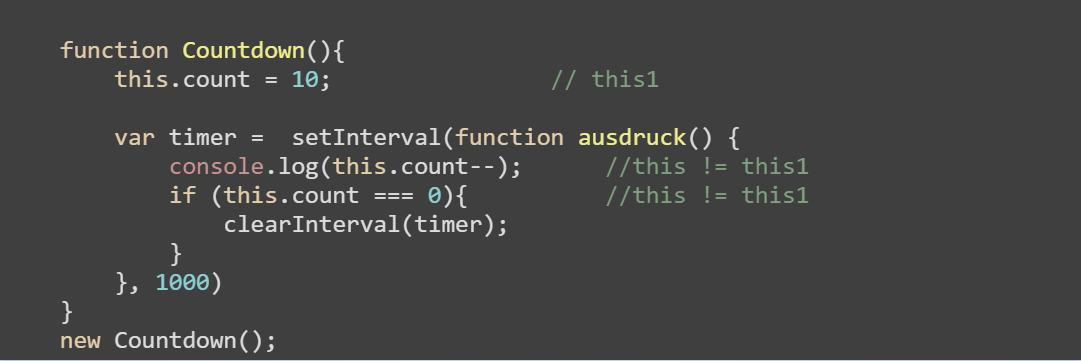 function Countdown(){
    this.count = 10;                // this1
    var timer =  setInterval(function ausdruck() {
        console.log(this.count--);      //this != this1
        if (this.count === 0){          //this != this1
            clearInterval(timer);
        }
    }, 1000)
}
new Countdown();